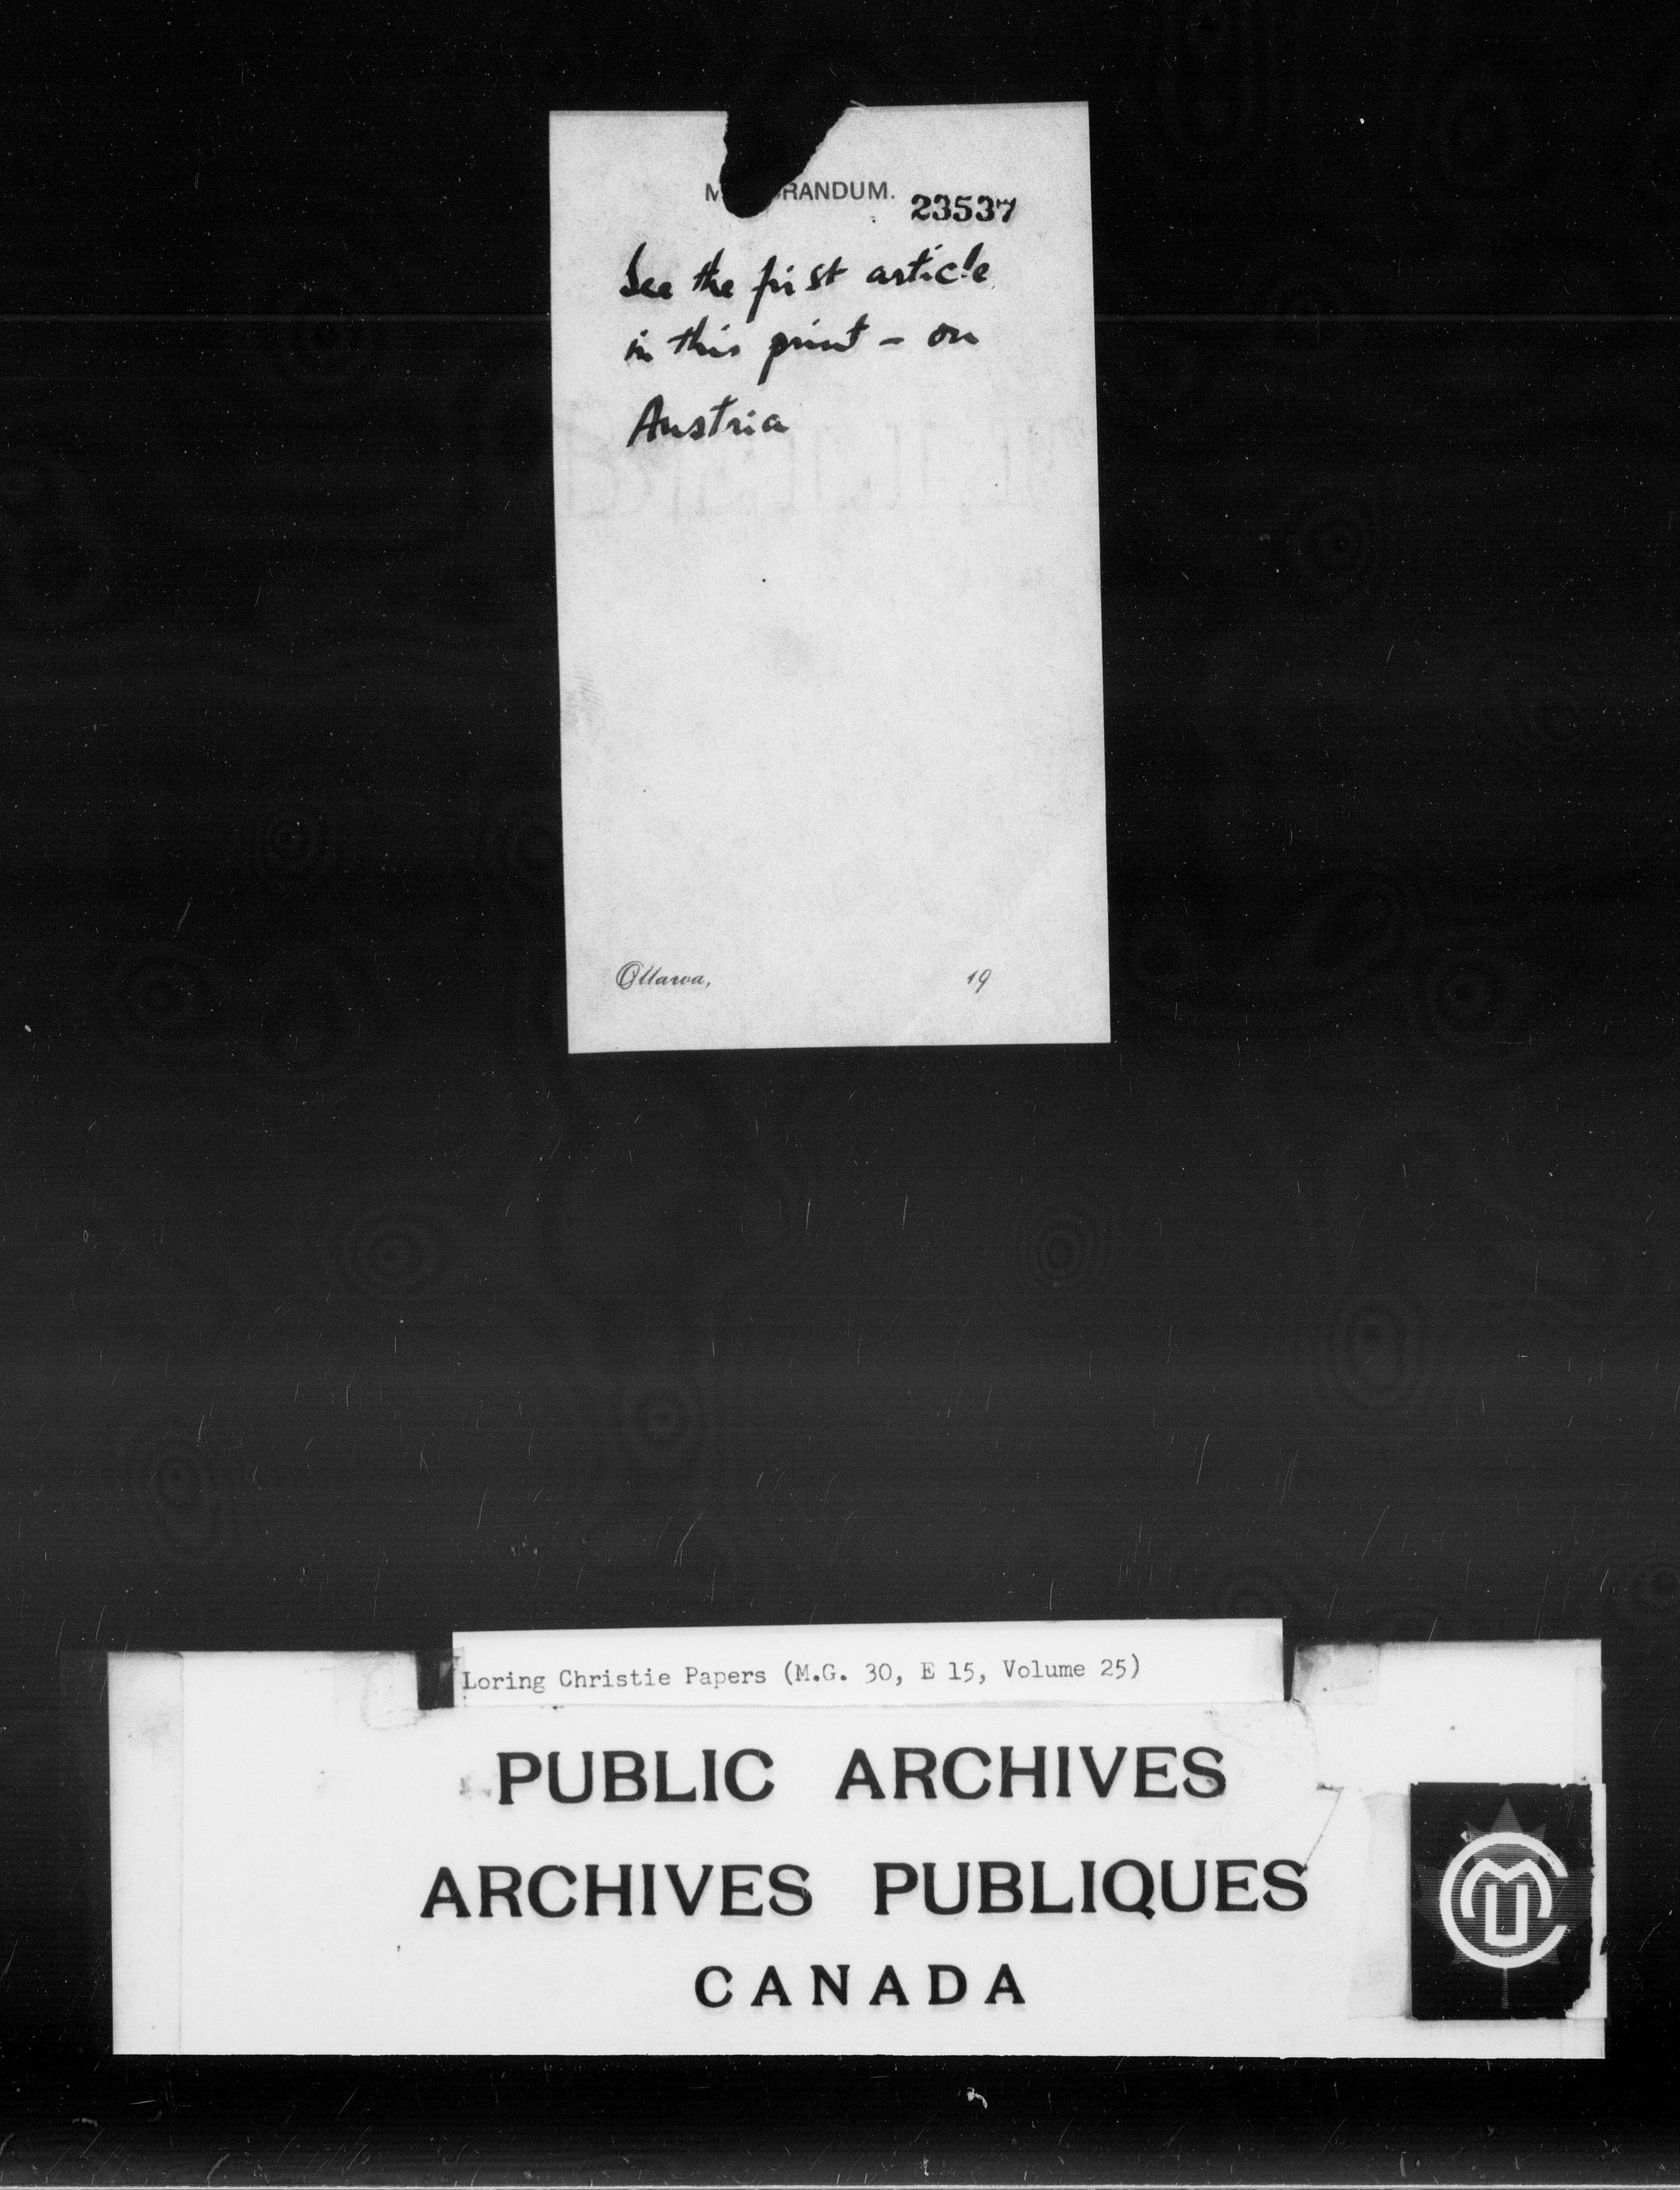 M RANDUM.
23537
See the first article
in this print - on
Austria
Ottawa, 19
Loring Christie Papers (M.G. 30, E 15, Volume 25)
PUBLIC ARCHIVES
ARCHIVES PUBLIQUES
CANADA